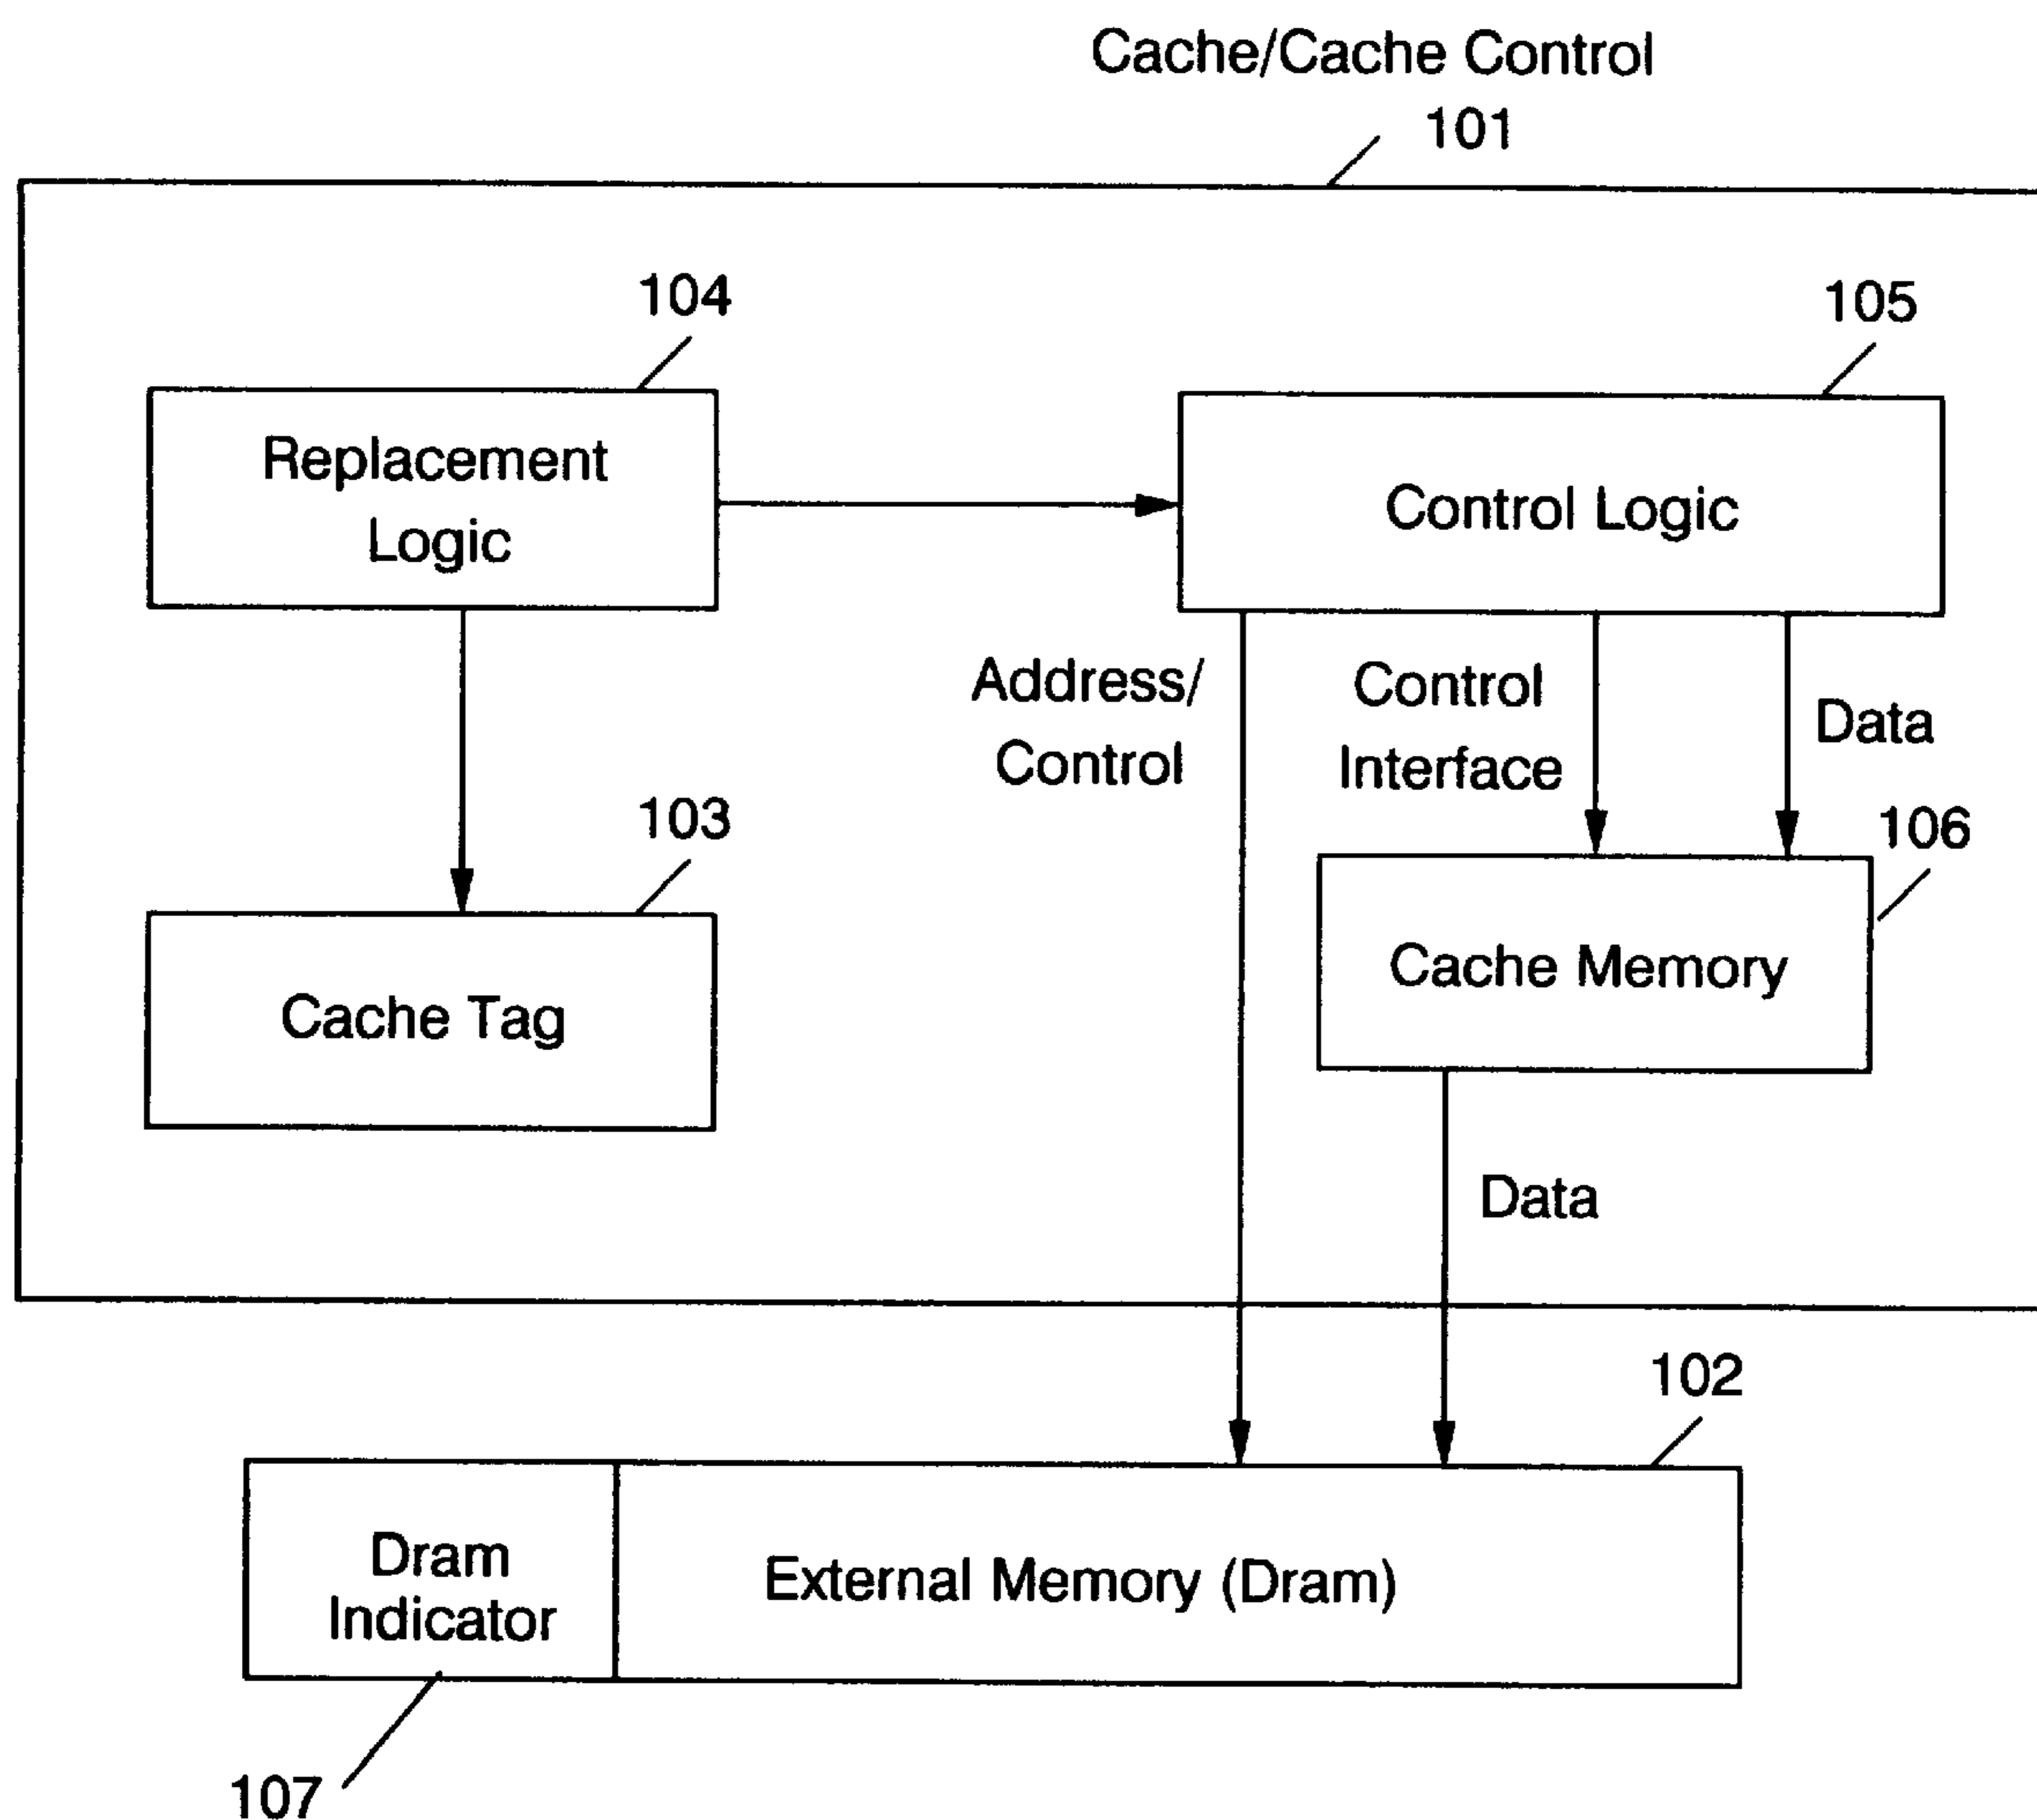 Cache/Cache Control
101
104
105
Replacement
Logic
Control Logic
Address/
Control
Control
Interface
Data
103
106
Cache Tag
Cache Memory
Data
102
Dram
Indicator
External Memory (Dram)
107